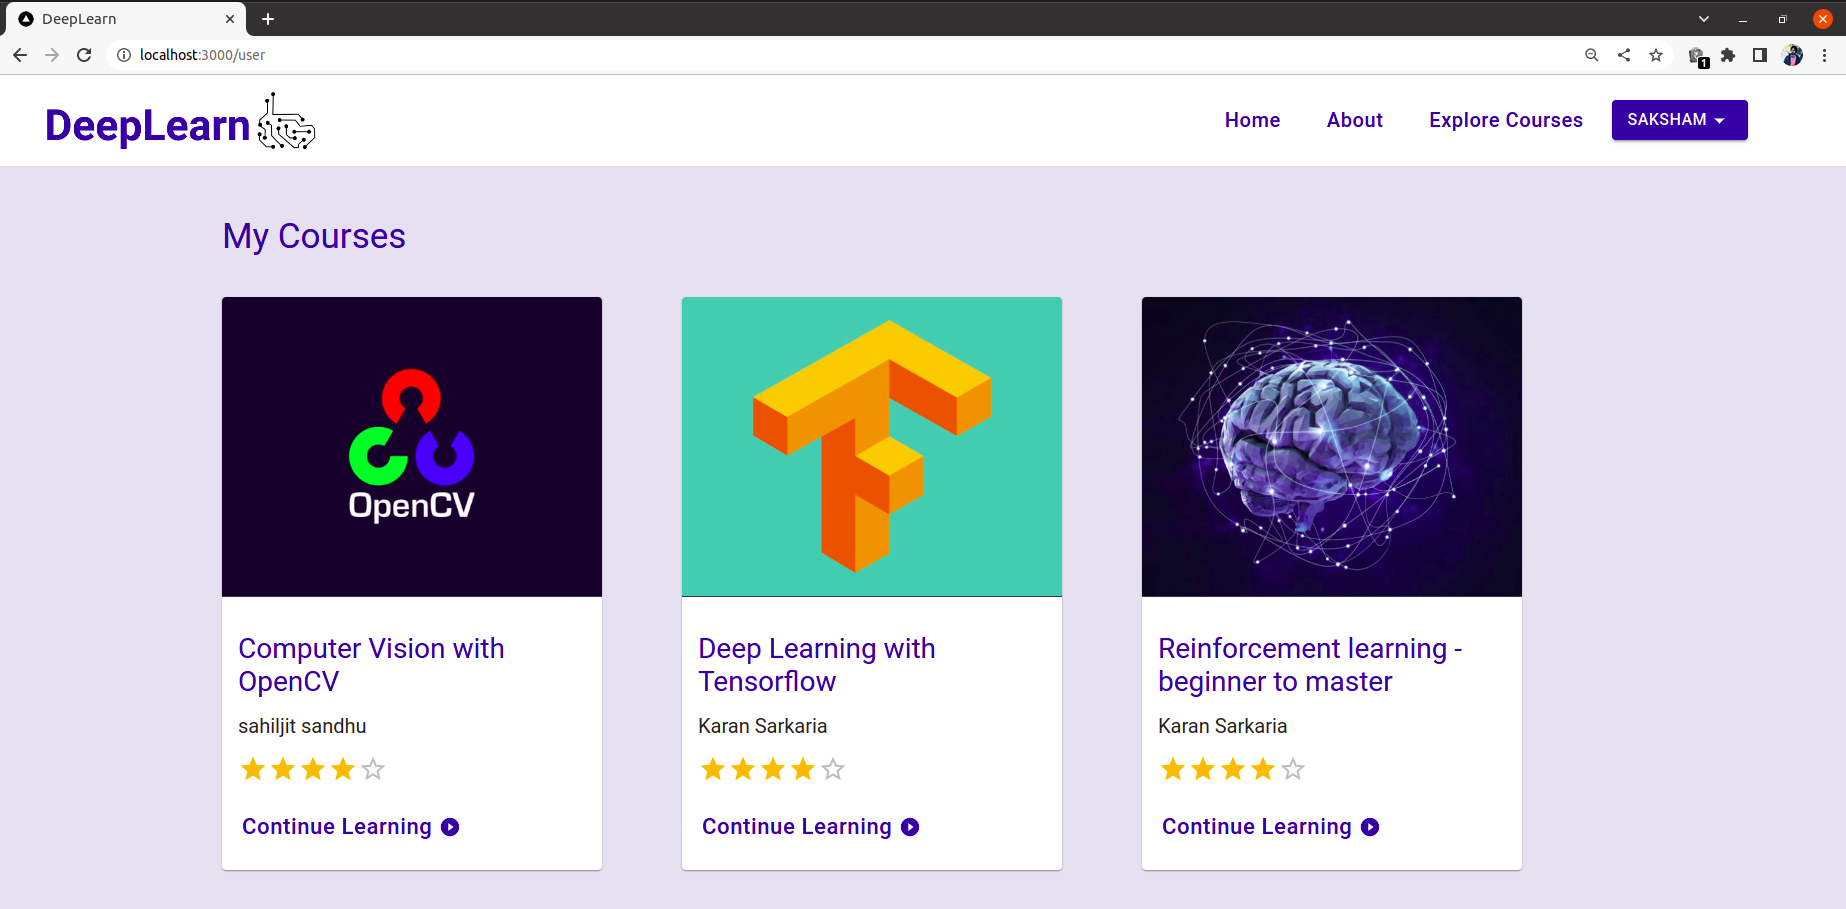 DeepLearn
localhost:3000/user
1
DeepLearn
Home
About
Explore Courses
SAKSHAM
My Courses
OpenCV
Computer Vision with
OpenCV
sahiljit sandhu
Continue Learning
Deep Learning with
Tensorflow
Karan Sarkaria
Continue Learning
Reinforcement learning -
beginner to master
Karan Sarkaria
Continue Learning